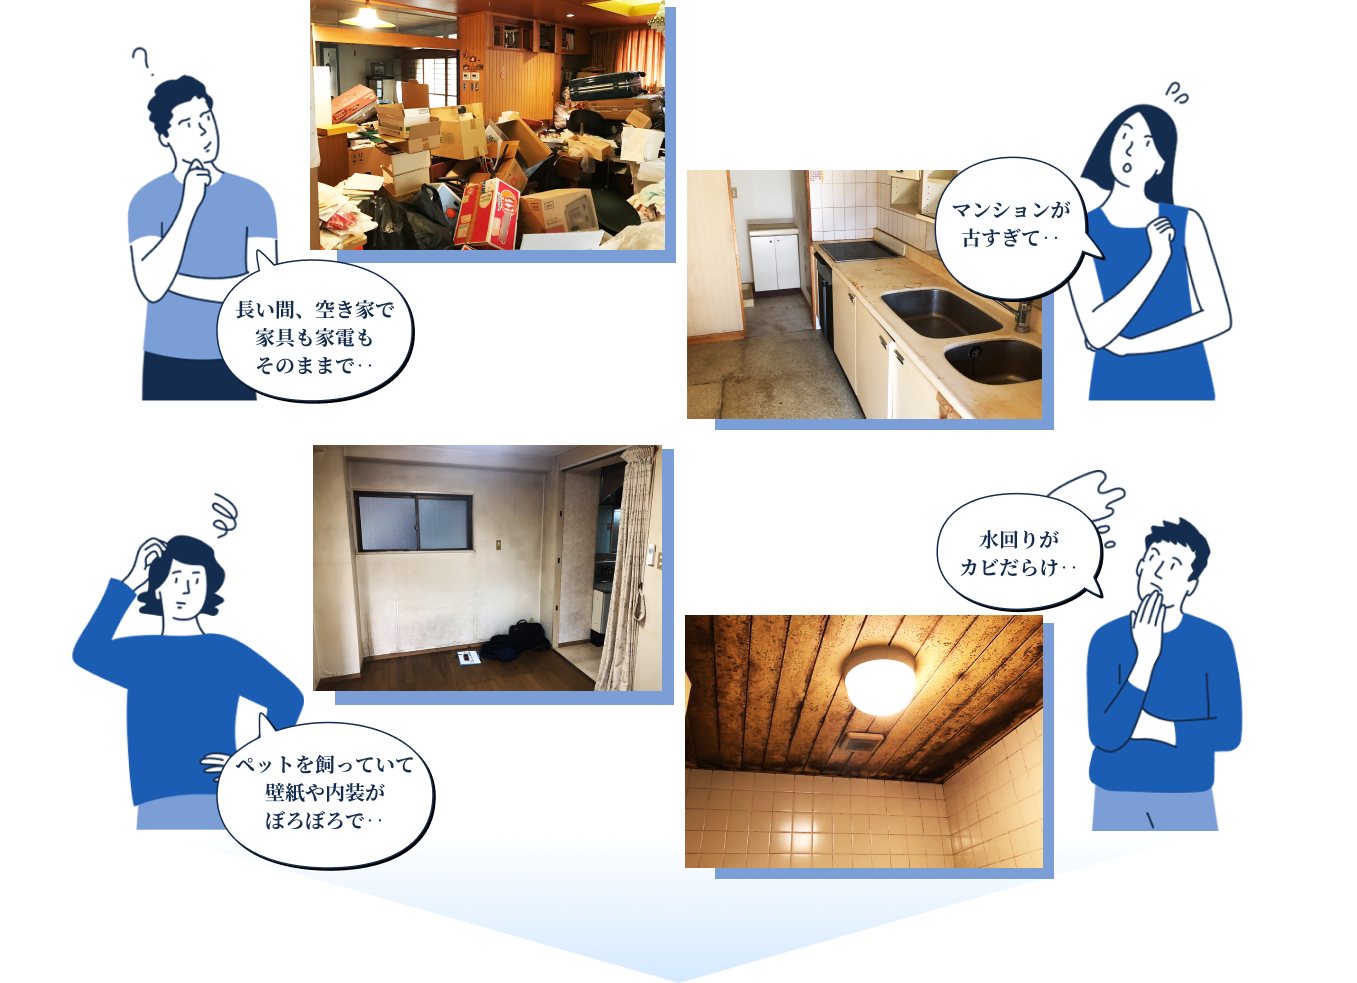 長い間、空き家で
家具も家電も
そのままで‥
マンションが
古すぎて‥
ペットを飼っていて
壁紙や内装が
ぼろぼろで‥
水回りが
カビだらけ‥